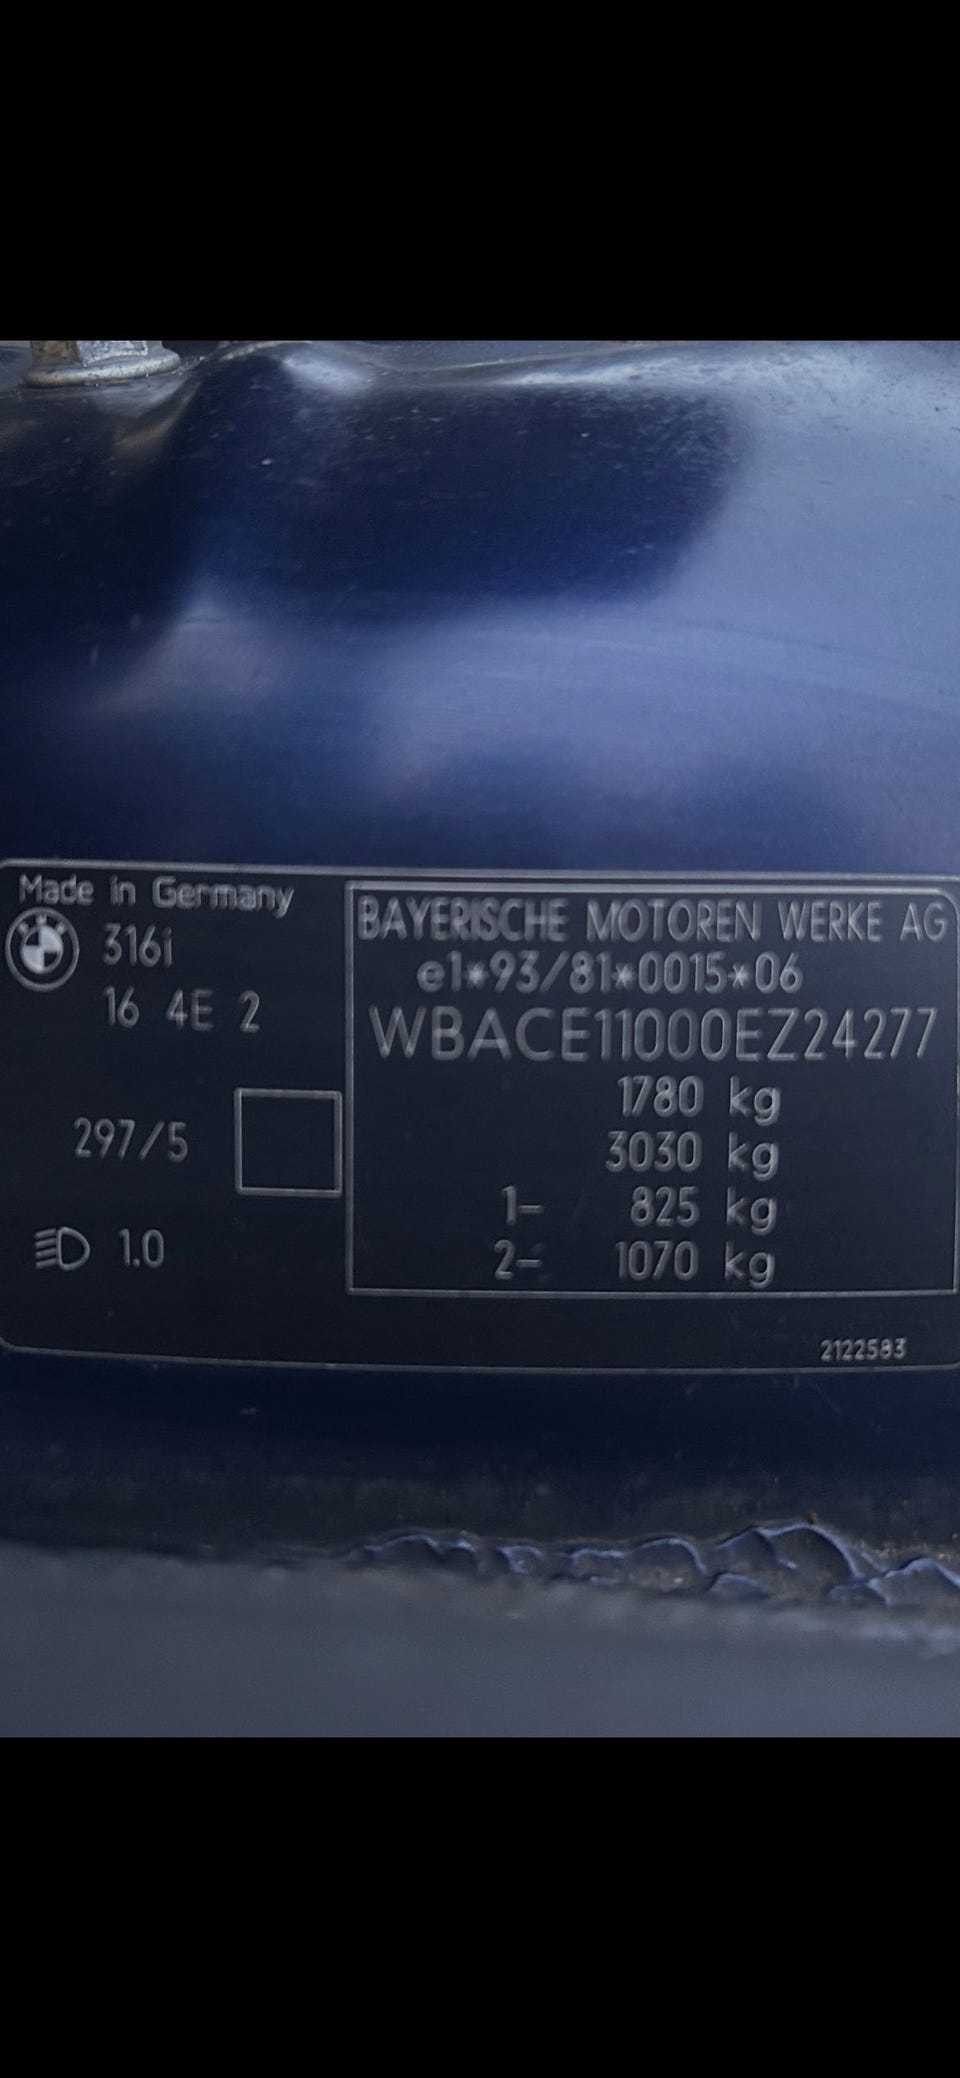 Made in Germany
316i
16 4E 2
297/5
1.0
BAYERISCHE MOTOREN WERKE AG
e1*93/81*0015*06
WBACE11000EZ24277
1780 kg
3030 kg
1- 825 kg
2- 1070 kg
2122583